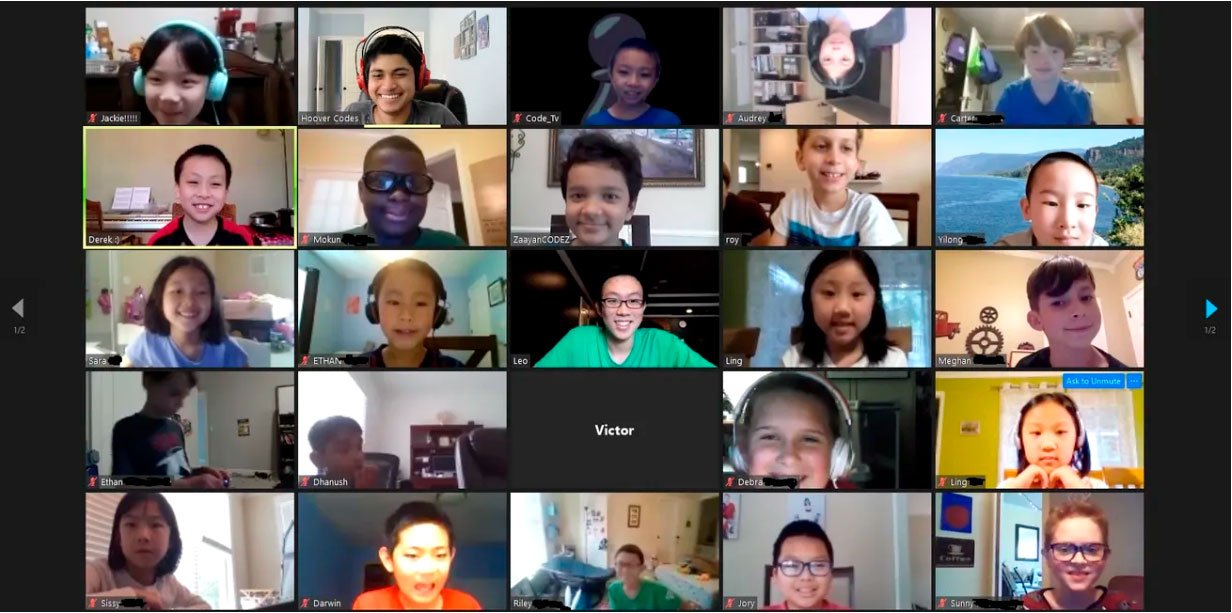 Jackie!!!!!
Hoover Codes
Code_Tv
Audrey
Carter
Derek :)
Mokun
ZaayanCODEZ
roy
Yilong
Sara
ETHAN
Leo
Ling
Meghan
Ask to Unmute ...
1/2
1/2
Ethan
Dhanush
Victor
Debra
Ling
Sissy
Darwin
Riley
Jory
Sunny